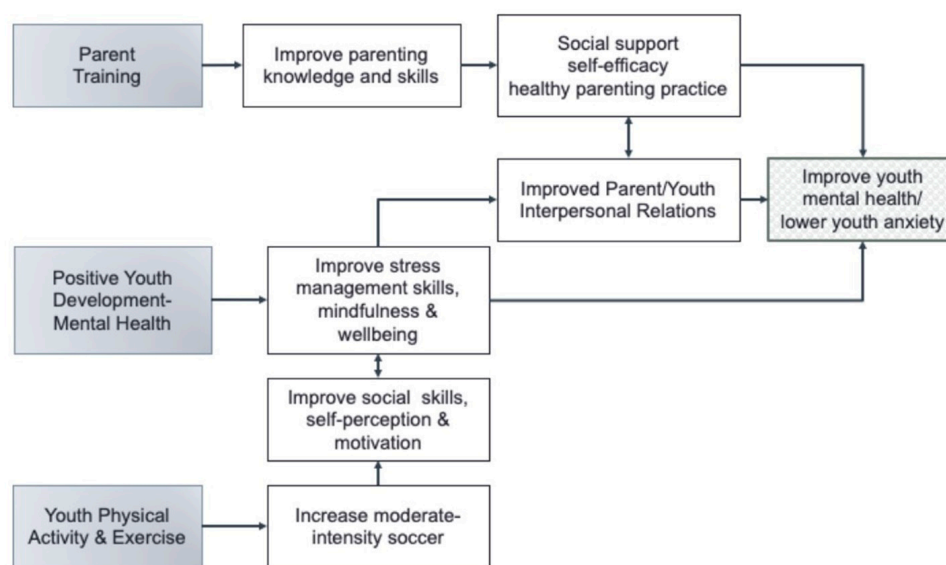 Parent
Training
Improve parenting
knowledge and skills
Social support
self-efficacy
healthy parenting practice
Improved Parent/Youth
Interpersonal Relations
Improve youth
mental health/
lower youth anxiety
Positive Youth
Development-
Mental Health
Improve stress
management skills,
mindfulness &
wellbeing
Improve social skills,
self-perception &
motivation
Youth Physical
Activity & Exercise
Increase moderate-
intensity soccer